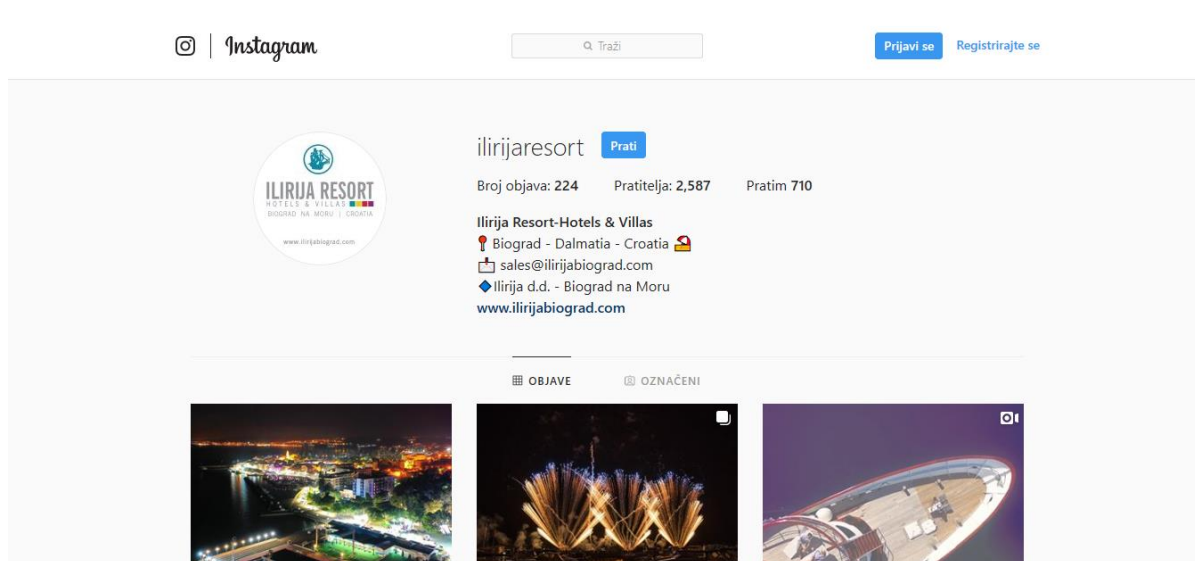 Instagram
Traži
Prijavi se
Registrirajte se
ilirijaresort
Prati
Broj objava: 224 Pratitelja: 2,587 Pratim 710
ILIRIJA RESORT
HOTELS & VILLAS
BIOGRAD NA MORU | CROATIA
www.ilirijabiograd.com
Ilirija Resort-Hotels & Villas
Biograd - Dalmatia - Croatia
sales@ilirijabiograd.com
Ilirija d.d. - Biograd na Moru
www.ilirijabiograd.com
OBJAVE
OZNAČENI